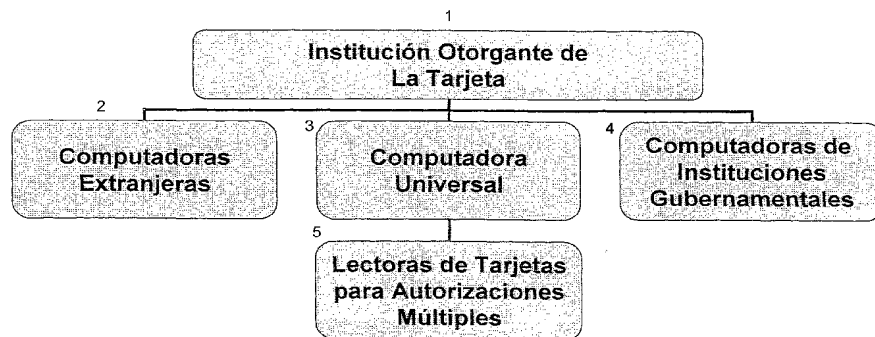 1
Institución Otorgante de
La Tarjeta
2
Computadoras
Extranjeras
3
Computadora
Universal
4
Computadoras de
Instituciones
Gubernamentales
5
Lectoras de Tarjetas
para Autorizaciones
Múltiples